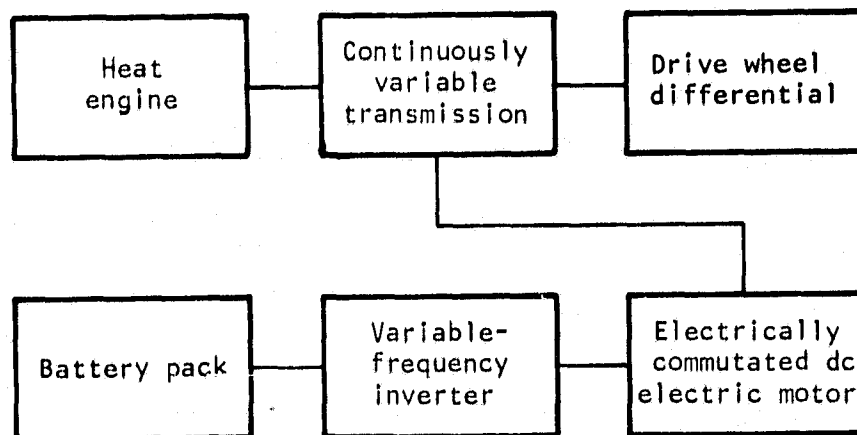 Heat
engine
Continuously
variable
transmission
Drive wheel
differential
Battery pack
Variable-
frequency
inverter
Electrically
commutated dc
electric motor